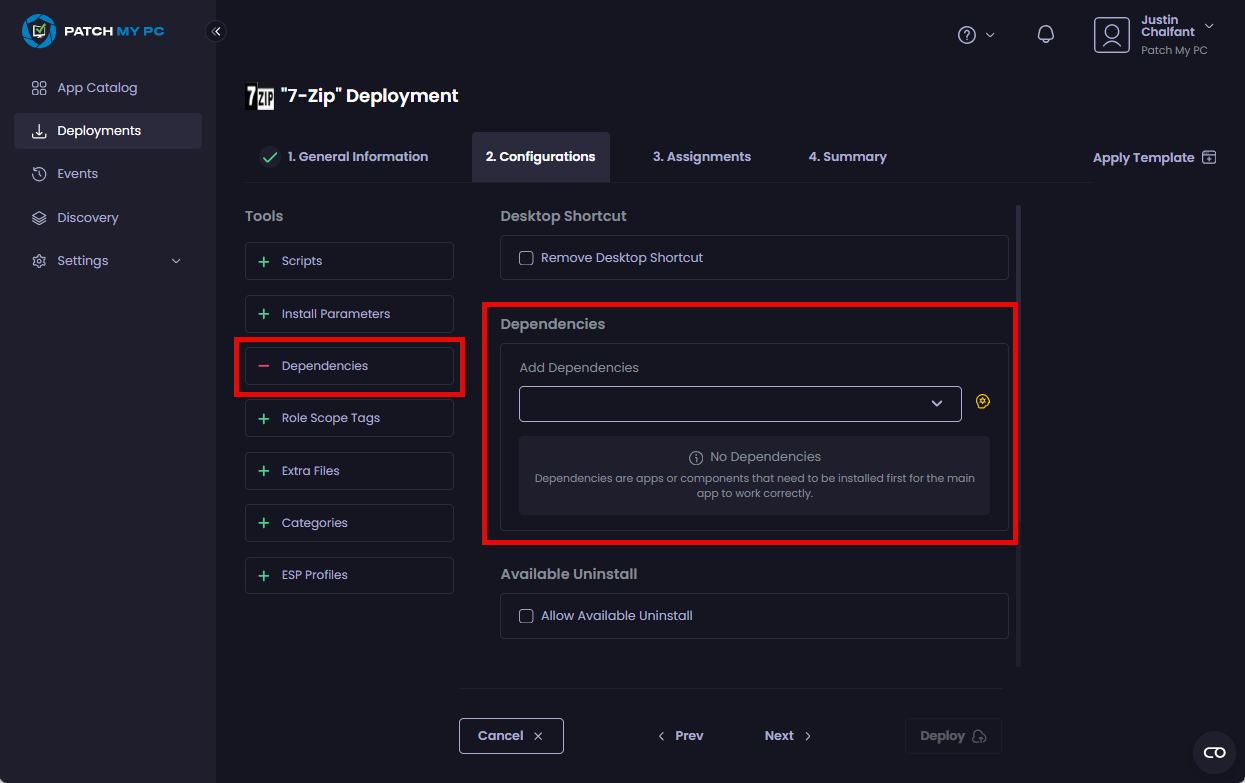 PATCH MY PC
App Catalog
Deployments
Events
Discovery
Settings
Justin
Chalfant
Patch My PC
7ZIP "7-Zip" Deployment
1. General Information
2. Configurations
3. Assignments
4. Summary
Apply Template
Tools
Scripts
Install Parameters
Dependencies
Role Scope Tags
Extra Files
Categories
ESP Profiles
Desktop Shortcut
Remove Desktop Shortcut
Dependencies
Add Dependencies
No Dependencies
Dependencies are apps or components that need to be installed first for the main
app to work correctly.
Available Uninstall
Allow Available Uninstall
Cancel
Prev
Next
Deploy